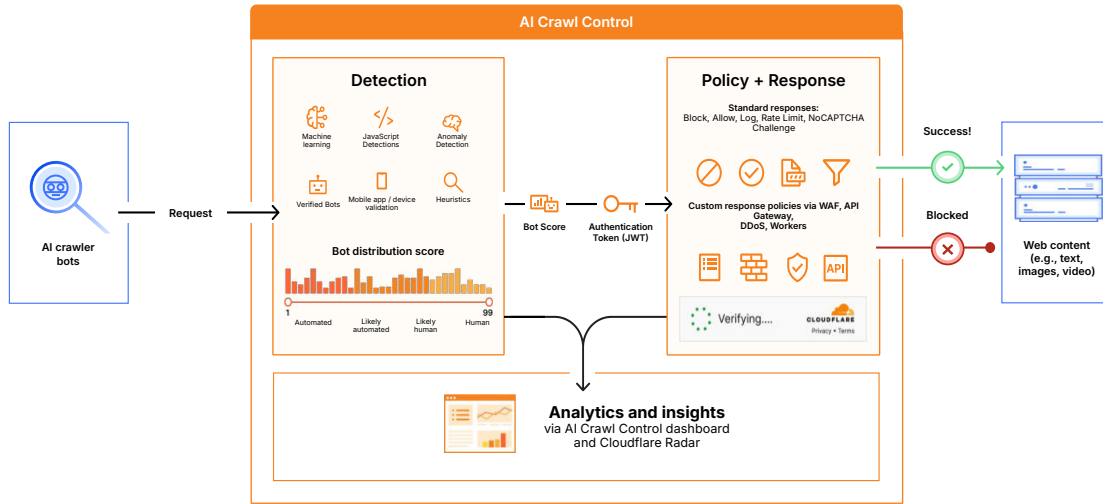 AI Crawl Control
Detection
Machine
learning
JavaScript
Detections
Anomaly
Detection
Verified Bots
Mobile app / device
validation
Heuristics
Bot distribution score
1
99
Automated
Likely
automated
Likely
human
Human
AI crawler
bots
Request
Bot Score
Authentication
Token (JWT)
Policy + Response
Standard responses:
Block, Allow, Log, Rate Limit, NoCAPTCHA
Challenge
Custom response policies via WAF, API
Gateway,
DDoS, Workers
API
Verifying....
CLOUDFLARE
Privacy • Terms
Success!
Blocked
Web content
(e.g., text,
images, video)
Analytics and insights
via AI Crawl Control dashboard
and Cloudflare Radar